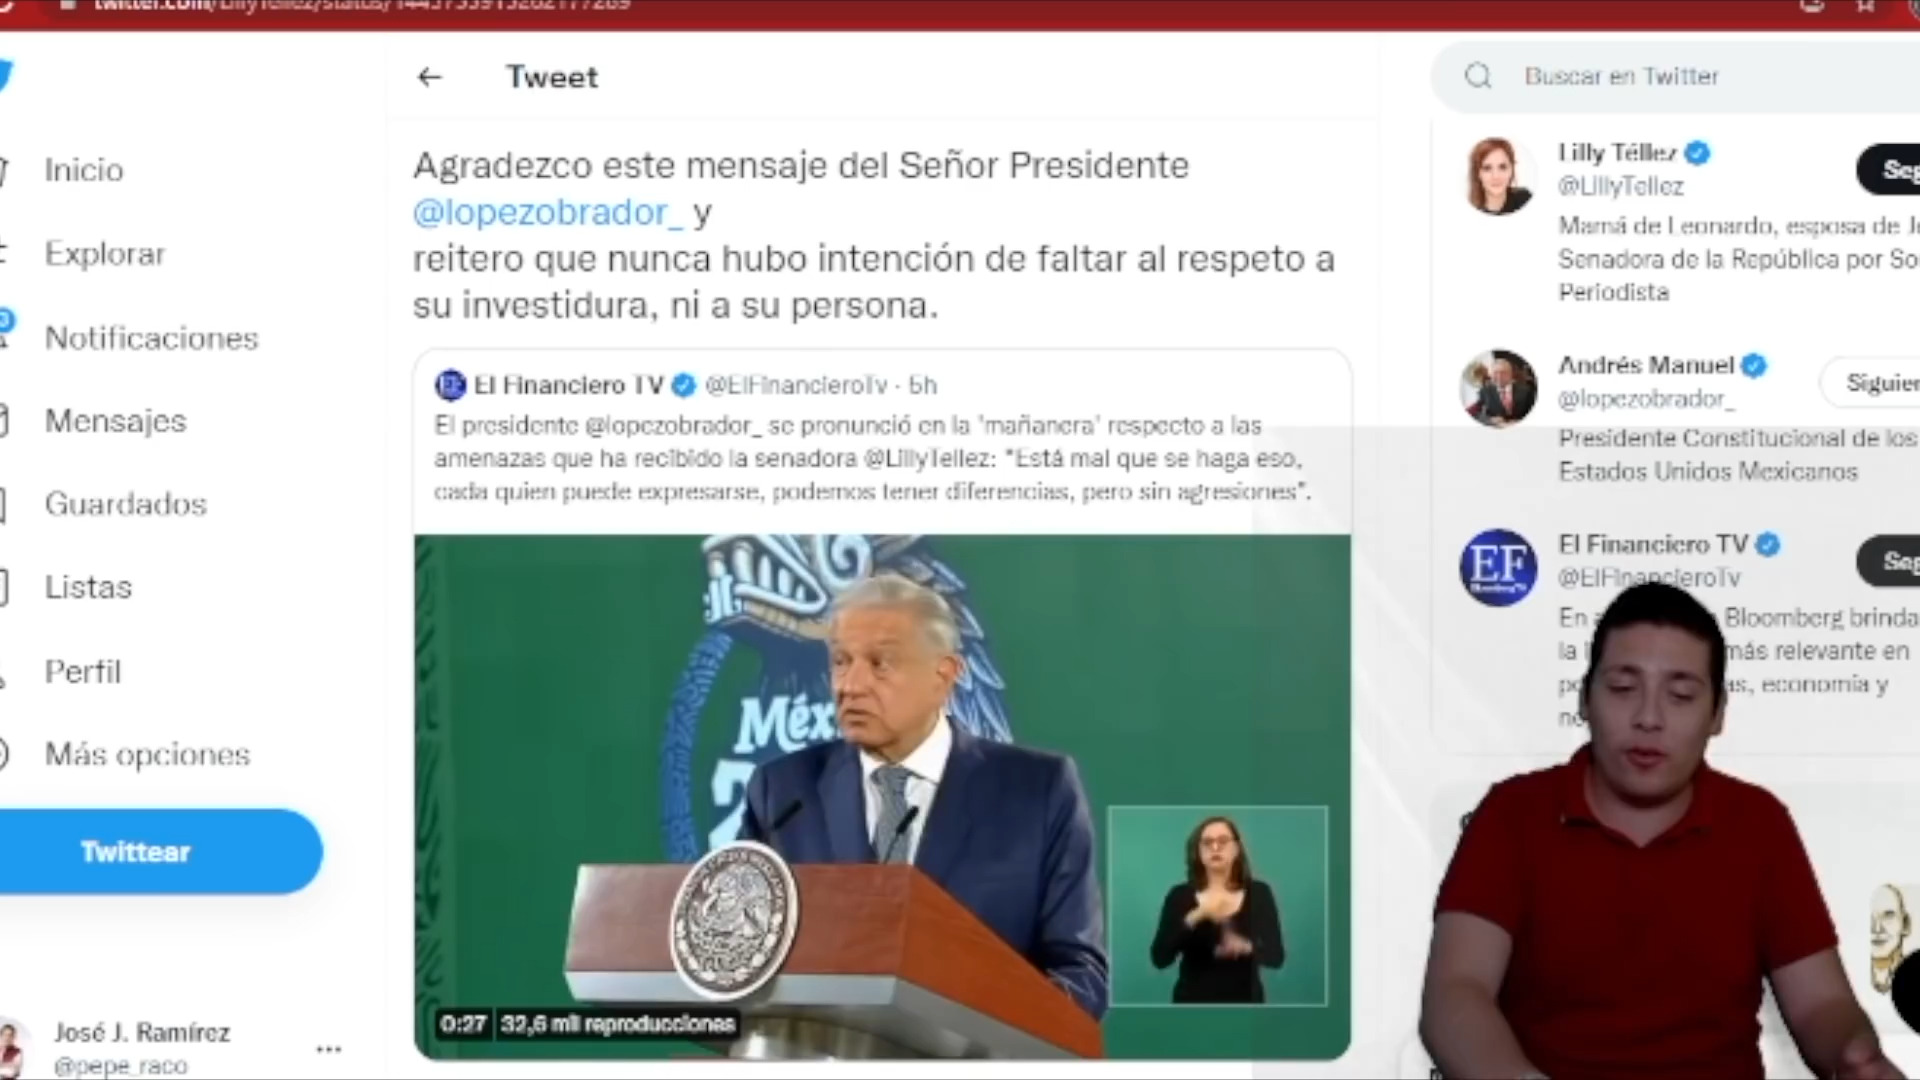 Tweet
Buscar en Twitter
Inicio
Explorar
Notificaciones
Mensajes
Guardados
Listas
Perfil
Más opciones
Twittear
José J. Ramírez
@pepe_raco
Agradezco este mensaje del Señor Presidente
@lopezobrador_ y
reitero que nunca hubo intención de faltar al respeto a
su investidura, ni a su persona.
El Financiero TV @ElFinancieroTv · 5h
El presidente @lopezobrador_ se pronunció en la 'mañanera' respecto a las
amenazas que ha recibido la senadora @LillyTellez: "Está mal que se haga eso,
cada quien puede expresarse, podemos tener diferencias, pero sin agresiones".
0:27 32,6 mil reproducciones
Lilly Téllez
@LillyTellez
Mamá de Leonardo, esposa de
Senadora de la República por
Periodista
Andrés Manuel
@lopezobrador_
Presidente Constitucional de los
Estados Unidos Mexicanos
EF
El Financiero TV
@ElFinancieroTv
En Bloomberg brinda
la más relevante en
economía y